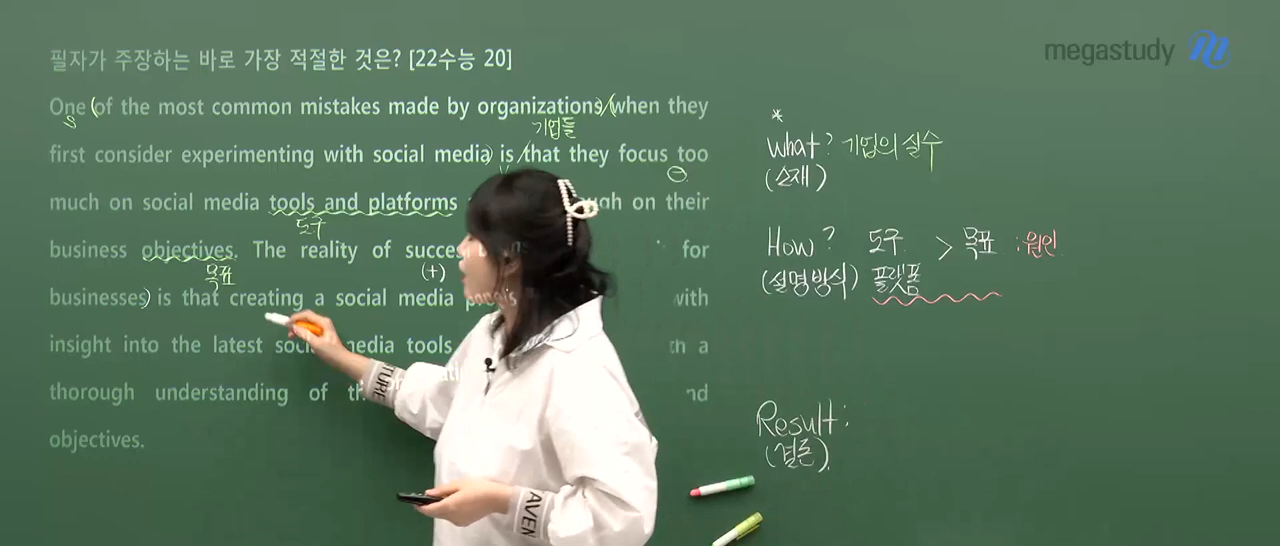 필자가 주장하는 바로 가장 적절한 것은? [22수능 20]
megastudy
One (of the most common mistakes made by organizations)/(when they
S
기업들
first consider experimenting with social media) is/that they focus too
V
⊖
much on social media tools and platforms on their
도구
business objectives. The reality of for
목표
(+)
businesses) is that creating a social media with
insight into the latest media tools a
thorough understanding of
objectives.
*
What? 기업의 실수
(소재)
How? 도구 > 목표 : 원인
(설명방식) 플랫폼
Result:
(결론)
TURE
AVEN